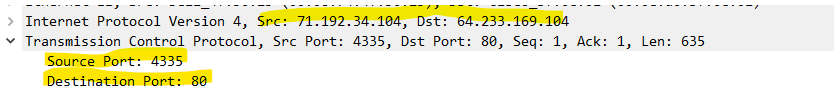 Internet Protocol Version 4, Src: 71.192.34.104, Dst: 64.233.169.104
Transmission Control Protocol, Src Port: 4335, Dst Port: 80, Seq: 1, Ack: 1, Len: 635
Source Port: 4335
Destination Port: 80